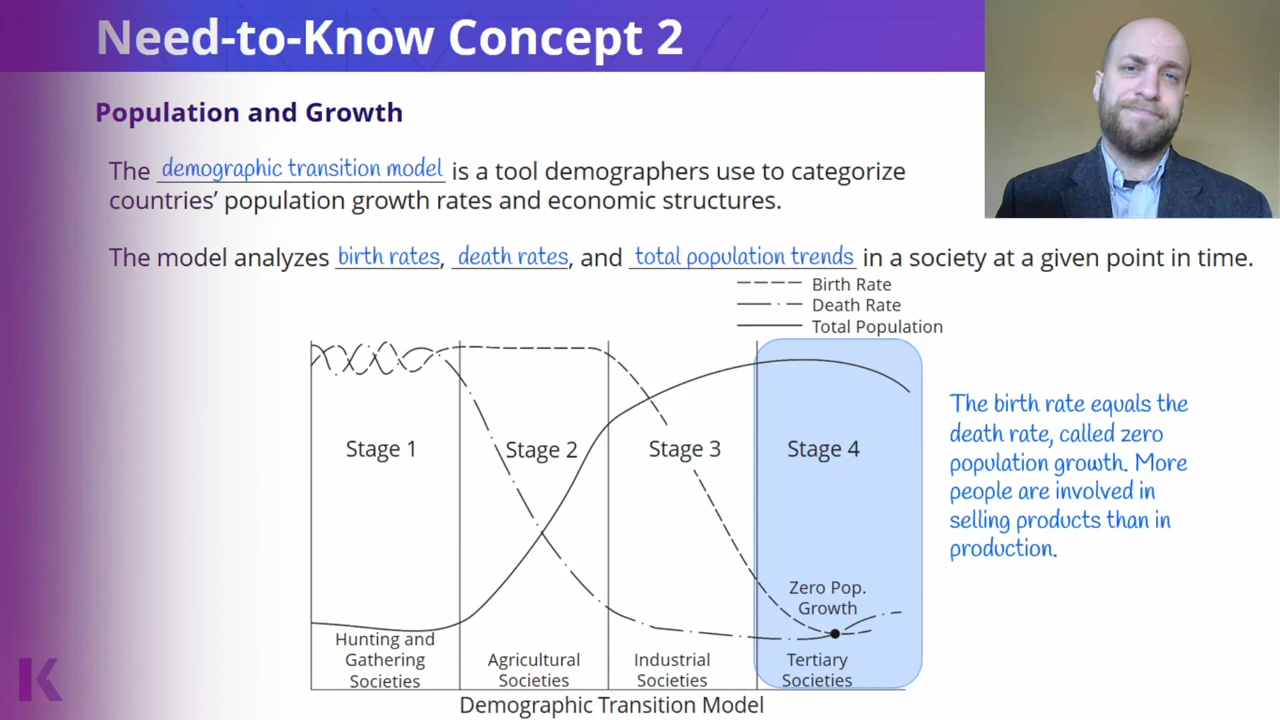 Need-to-Know Concept 2
Population and Growth
The demographic transition model is a tool demographers use to categorize
countries’ population growth rates and economic structures.
The model analyzes birth rates, death rates, and total population trends in a society at a given point in time.
Birth Rate
Death Rate
Total Population
Stage 1
Stage 2
Stage 3
Stage 4
The birth rate equals the
death rate, called zero
population growth. More
people are involved in
selling products than in
production.
Zero Pop.
Growth
Hunting and
Gathering
Societies
Agricultural
Societies
Industrial
Societies
Tertiary
Societies
Demographic Transition Model
K